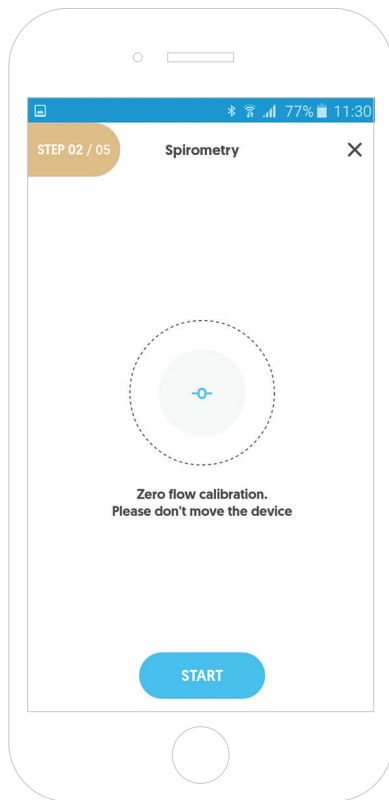 77% 11:30
STEP 02 / 05 Spirometry
Zero flow calibration.
Please don't move the device
START